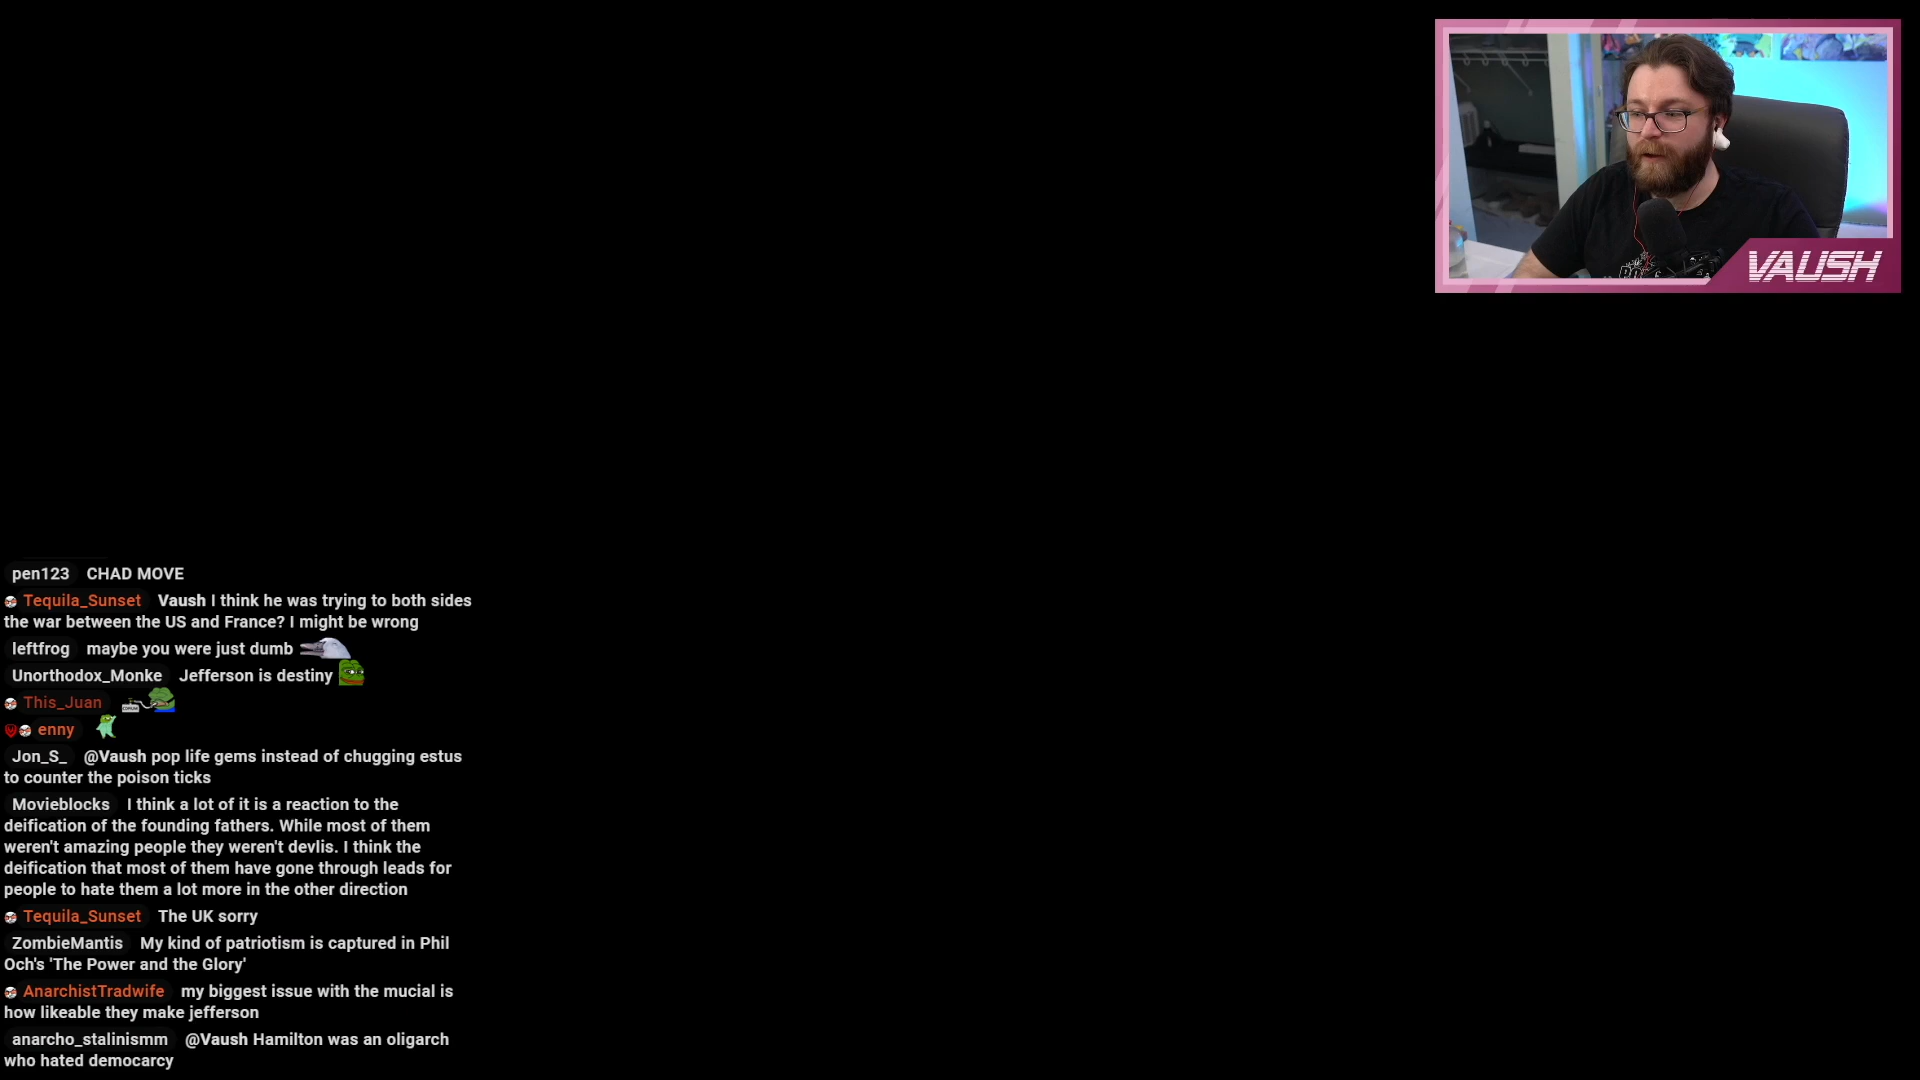 VAUSH
pen123 CHAD MOVE
Tequila_Sunset Vaush I think he was trying to both sides
the war between the US and France? I might be wrong
leftfrog maybe you were just dumb
Unorthodox_Monke Jefferson is destiny
This_Juan
enny
Jon_S_ @Vaush pop life gems instead of chugging estus
to counter the poison ticks
Movieblocks I think a lot of it is a reaction to the
deification of the founding fathers. While most of them
weren't amazing people they weren't devlis. I think the
deification that most of them have gone through leads for
people to hate them a lot more in the other direction
Tequila_Sunset The UK sorry
ZombieMantis My kind of patriotism is captured in Phil
Och's 'The Power and the Glory'
AnarchistTradwife my biggest issue with the mucial is
how likeable they make jefferson
anarcho_stalinismm @Vaush Hamilton was an oligarch
who hated democarcy